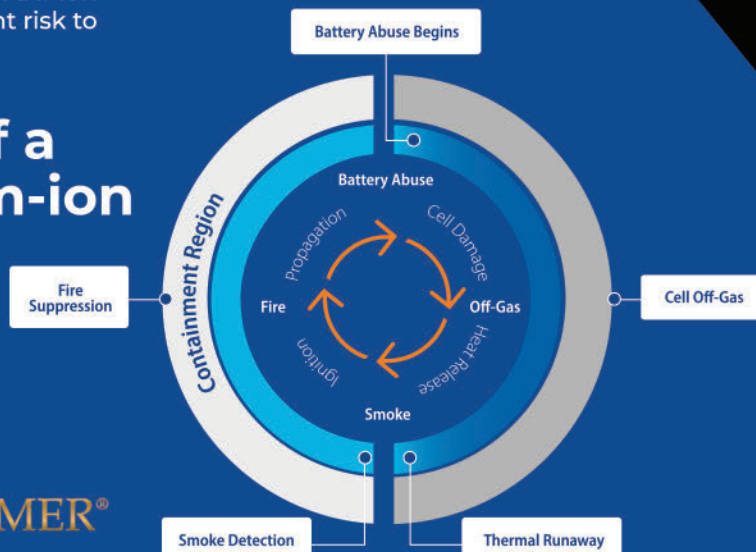 nt risk to
f a
n-ion
Battery Abuse Begins
Battery Abuse
Propagation
Cell Damage
Containment Region
Fire
Suppression
Fire
Off-Gas
Cell Off-Gas
Ignition
Heat Release
Smoke
MER®
Smoke Detection
Thermal Runaway